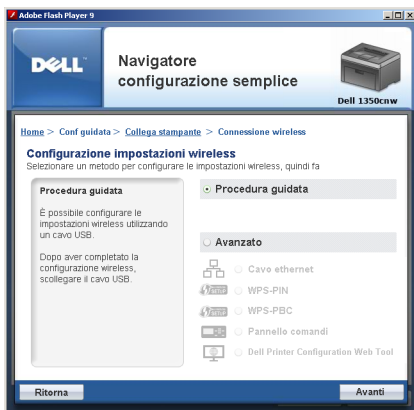 Adobe Flash Player 9
DELL™
Navigatore
configurazione semplice
Dell 1350cnw
Home > Conf guidata > Collega stampante > Connessione wireless
Configurazione impostazioni wireless
Selezionare un metodo per configurare le impostazioni wireless, quindi fa
Procedura guidata
È possibile configurare le
impostazioni wireless utilizzando
un cavo USB.
Dopo aver completato la
configurazione wireless,
scollegare il cavo USB.
Procedura guidata
Avanzato
Cavo ethernet
WPS-PIN
WPS-PBC
Pannello comandi
Dell Printer Configuration Web Tool
Ritorna
Avanti